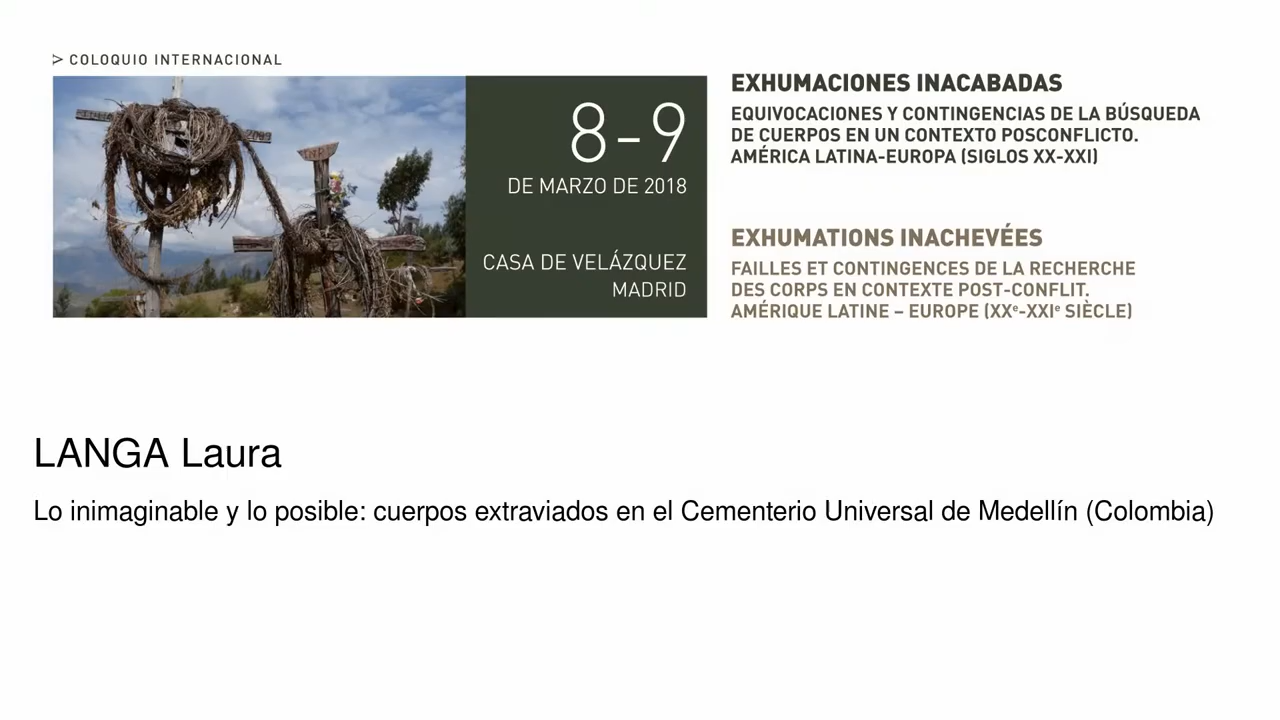 > COLOQUIO INTERNACIONAL
8-9
DE MARZO DE 2018
CASA DE VELÁZQUEZ
MADRID
EXHUMACIONES INACABADAS
EQUIVOCACIONES Y CONTINGENCIAS DE LA BÚSQUEDA
DE CUERPOS EN UN CONTEXTO POSCONFLICTO.
AMÉRICA LATINA-EUROPA (SIGLOS XX-XXI)
EXHUMATIONS INACHEVÉES
FAILLES ET CONTINGENCES DE LA RECHERCHE
DES CORPS EN CONTEXTE POST-CONFLIT.
AMÉRIQUE LATINE – EUROPE (XXᵉ-XXIᵉ SIÈCLE)
LANGA Laura
Lo inimaginable y lo posible: cuerpos extraviados en el Cementerio Universal de Medellín (Colombia)